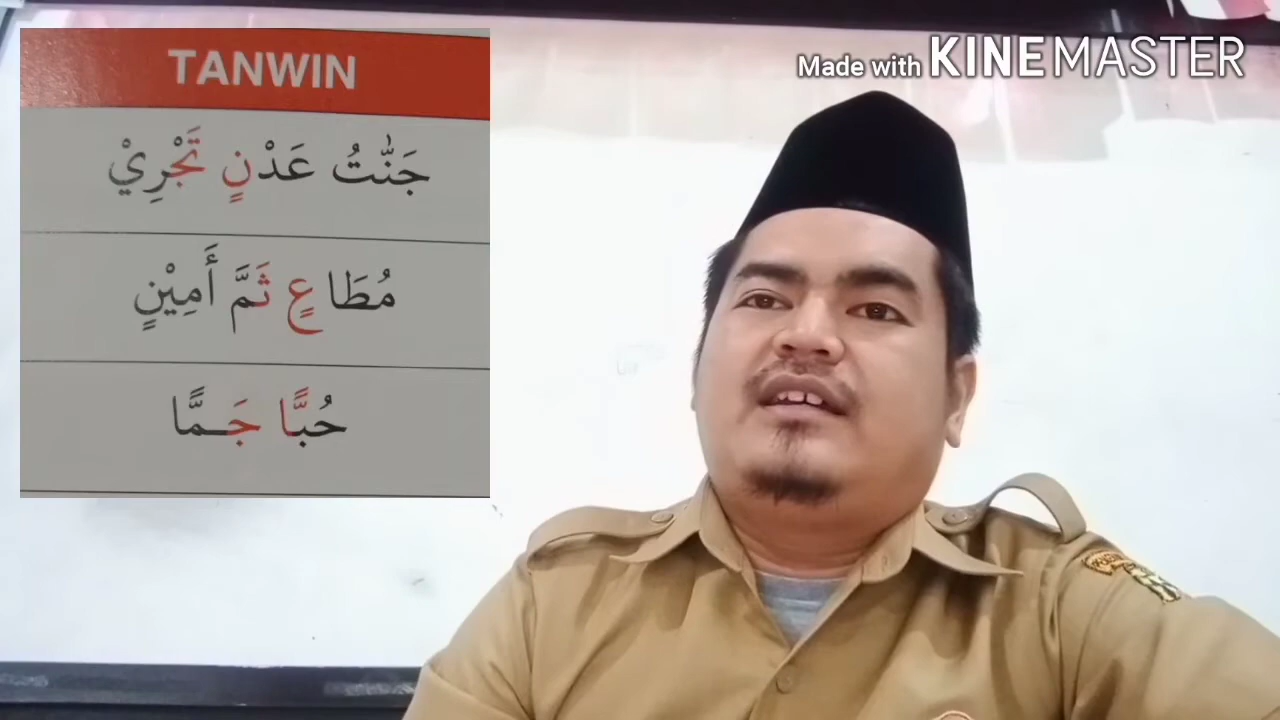 TANWIN
جَنّٰتُ عَدْنٍ تَجْرِيْ
مُطَاعٍ ثَمَّ أَمِيْنٍ
حُبًّا جَمًّا
Made with KINEMASTER